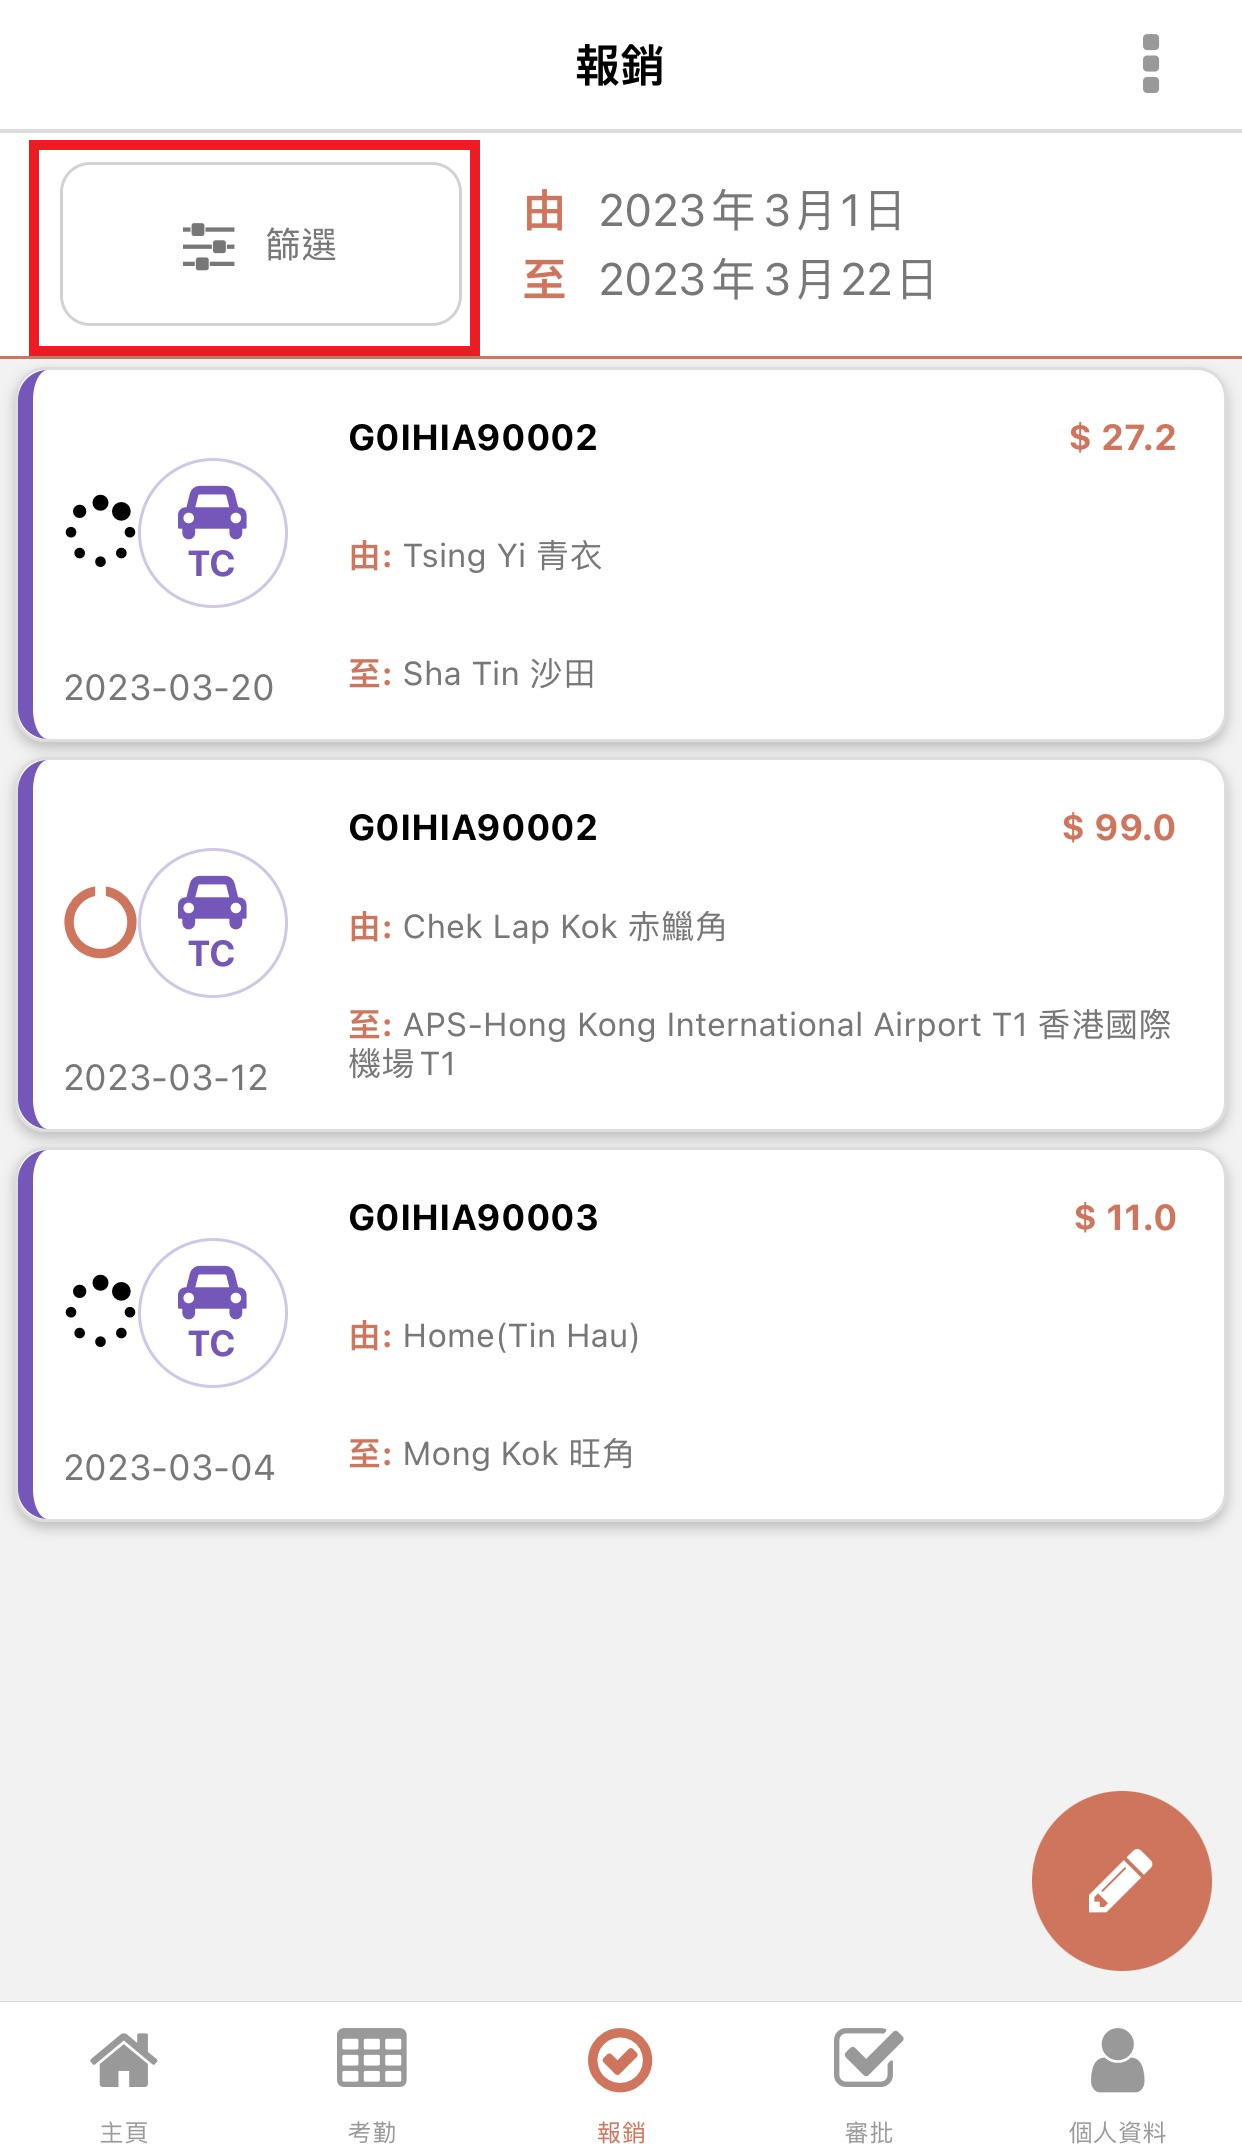 報銷
篩選
由 2023年3月1日
至 2023年3月22日
G0IHIA90002 $ 27.2
TC
由: Tsing Yi 青衣
至: Sha Tin 沙田
2023-03-20
G0IHIA90002 $ 99.0
TC
由: Chek Lap Kok 赤鱲角
至: APS-Hong Kong International Airport T1 香港國際
機場T1
2023-03-12
G0IHIA90003 $ 11.0
TC
由: Home(Tin Hau)
至: Mong Kok 旺角
2023-03-04
主頁 考勤 報銷 審批 個人資料